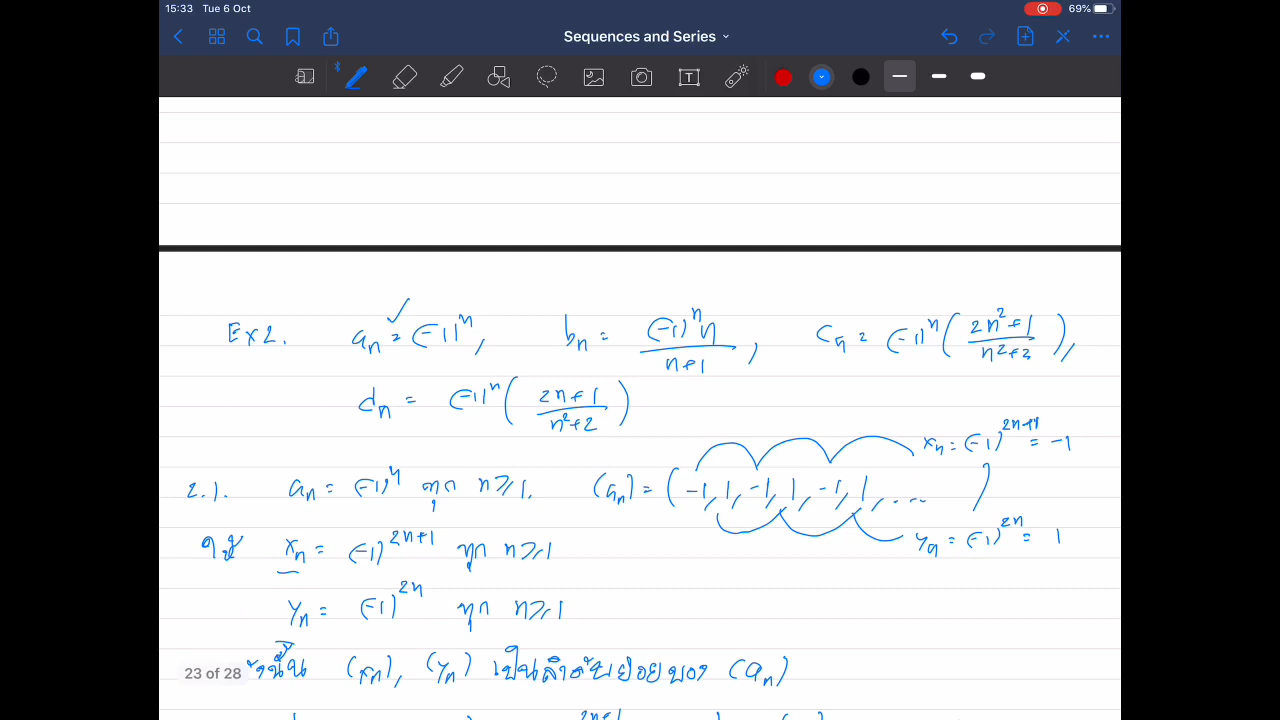 15:33 Tue 6 Oct 69%
Sequences and Series
T
Ex2. aₙ = (-1)ⁿ, bₙ = (-1)ⁿn/(n+1), cₙ = (-1)ⁿ((2n²+1)/(n²+3)),
dₙ = (-1)ⁿ((2n+1)/(n²+2))
xₙ = (-1)²ⁿ⁺¹ = -1
2.1. aₙ = (-1)ⁿ ทุก n ≥ 1. (aₙ) = (-1, 1, -1, 1, -1, 1, ....)
yₙ = (-1)²ⁿ = 1
ให้ xₙ = (-1)²ⁿ⁺¹ ทุก n ≥ 1
yₙ = (-1)²ⁿ ทุก n ≥ 1
23 of 28 ดังนั้น (xₙ), (yₙ) เป็นลำดับย่อยของ (aₙ)